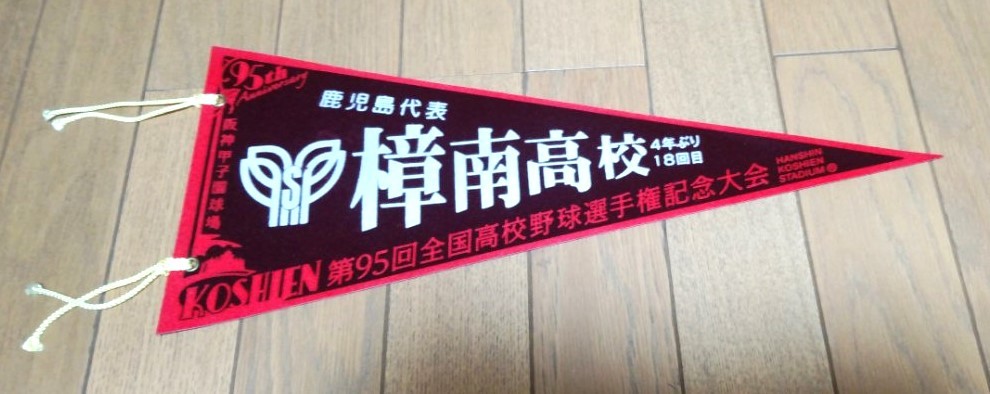 95th
Anniversary
阪神甲子園球場
鹿児島代表
樟南高校
4年ぶり
18回目
HANSHIN
KOSHIEN
STADIUM
KOSHIEN
第95回全国高校野球選手権記念大会